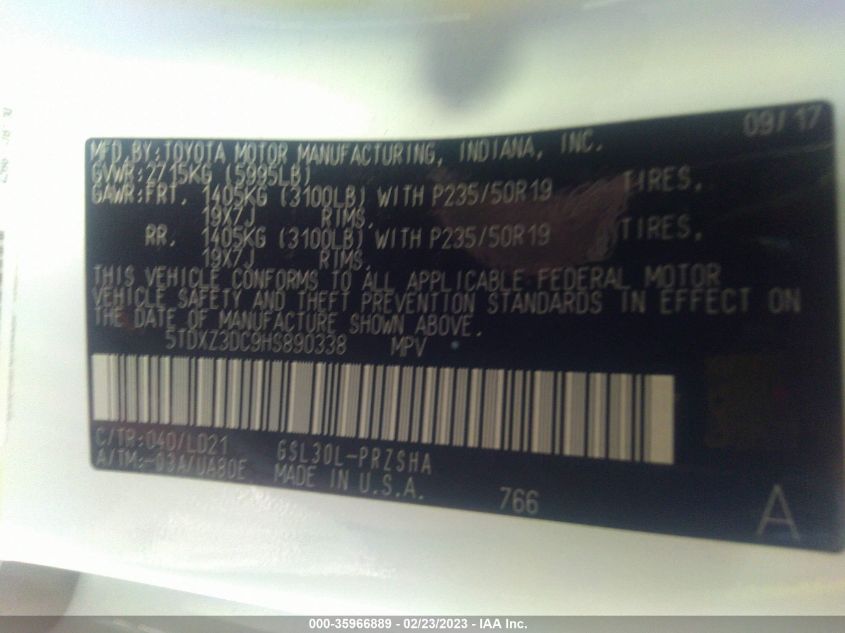 09/17
MFD.BY:TOYOTA MOTOR MANUFACTURING, INDIANA, INC.
GVWR:2715KG (5995LB)
GAWR:FRT. 1405KG (3100LB) WITH P235/50R19 TIRES,
19X7J RIMS,
RR. 1405KG (3100LB) WITH P235/50R19 TIRES,
19X7J RIMS,
THIS VEHICLE CONFORMS TO ALL APPLICABLE FEDERAL MOTOR
VEHICLE SAFETY AND THEFT PREVENTION STANDARDS IN EFFECT ON
THE DATE OF MANUFACTURE SHOWN ABOVE.
5TDXZ3DC9HS890338 MPV
C/TR:040/LD21 GSL30L-PRZSHA
A/TM:-03A/UA80E MADE IN U.S.A.
766
A
000-35966889 - 02/23/2023 - IAA Inc.